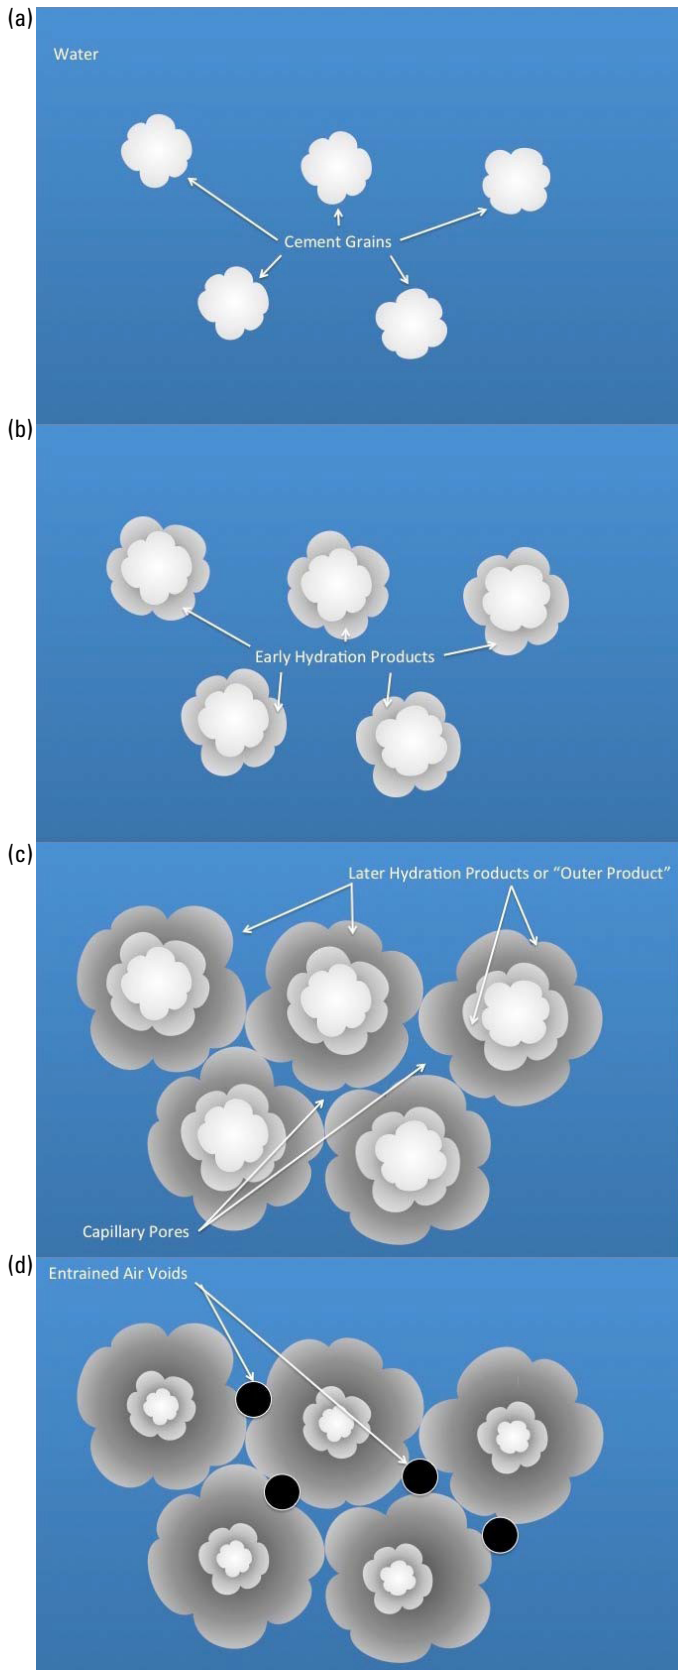 (a)
Water
Cement Grains
(b)
Early Hydration Products
(c)
Later Hydration Products or “Outer Product”
Capillary Pores
(d)
Entrained Air Voids